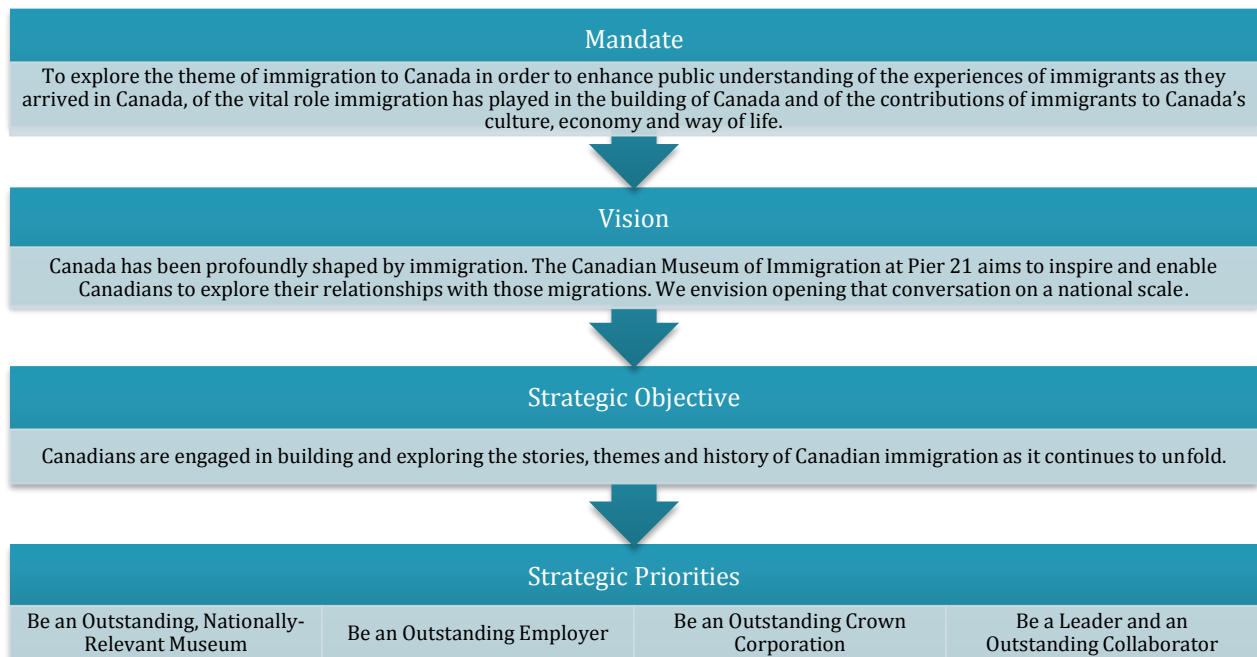 Mandate
To explore the theme of immigration to Canada in order to enhance public understanding of the experiences of immigrants as they
arrived in Canada, of the vital role immigration has played in the building of Canada and of the contributions of immigrants to Canada’s
culture, economy and way of life.
Vision
Canada has been profoundly shaped by immigration. The Canadian Museum of Immigration at Pier 21 aims to inspire and enable
Canadians to explore their relationships with those migrations. We envision opening that conversation on a national scale.
Strategic Objective
Canadians are engaged in building and exploring the stories, themes and history of Canadian immigration as it continues to unfold.
Strategic Priorities
Be an Outstanding, Nationally-
Relevant Museum
Be an Outstanding Employer
Be an Outstanding Crown
Corporation
Be a Leader and an
Outstanding Collaborator